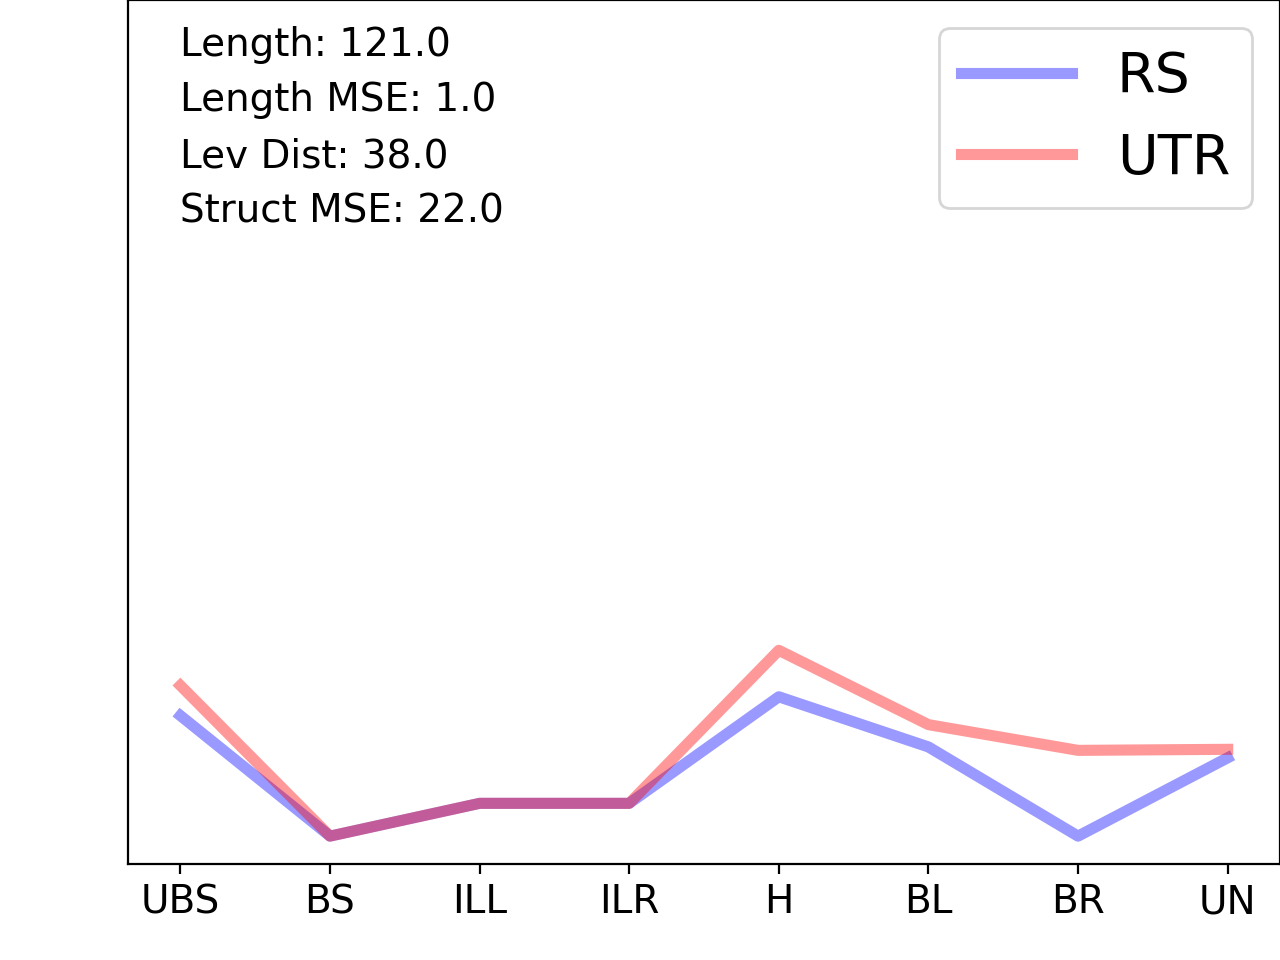 Length: 121.0
Length MSE: 1.0
Lev Dist: 38.0
Struct MSE: 22.0
RS
UTR
UBS BS ILL ILR H BL BR UN